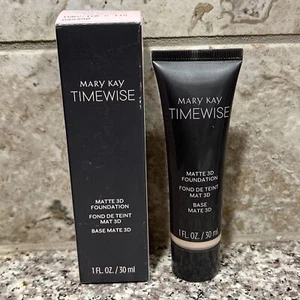 MARY KAY
TIMEWISE
MATTE 3D
FOUNDATION
FOND DE TEINT
MAT 3D
BASE MATE 3D
1 FL. OZ. / 30 ml
MARY KAY
TIMEWISE
MATTE 3D
FOUNDATION
FOND DE TEINT
MAT 3D
BASE
MATE 3D
1 FL. OZ. / 30 ml